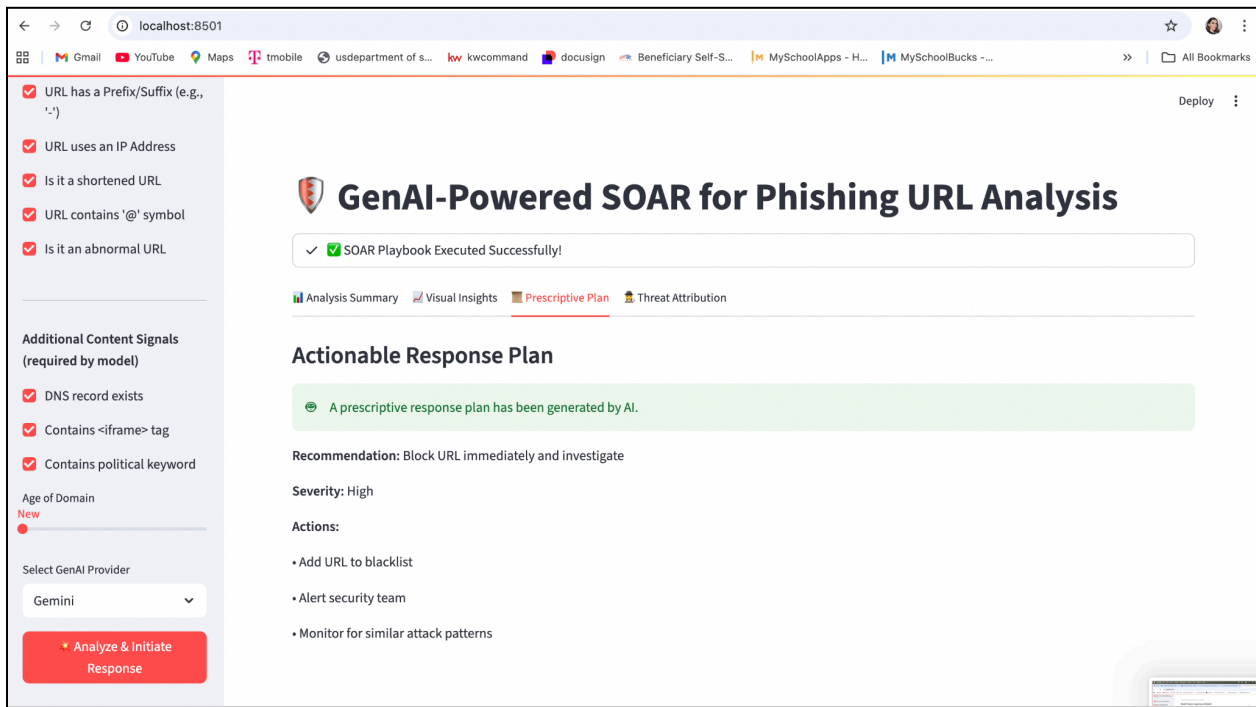 localhost:8501
Gmail YouTube Maps tmobile usdepartment of s... kwcommand docusign Beneficiary Self-S... MySchoolApps - H... MySchoolBucks -... » All Bookmarks
URL has a Prefix/Suffix (e.g.,
'-')
URL uses an IP Address
Is it a shortened URL
URL contains '@' symbol
Is it an abnormal URL
Additional Content Signals
(required by model)
DNS record exists
Contains <iframe> tag
Contains political keyword
Age of Domain
New
Select GenAI Provider
Gemini
Analyze & Initiate
Response
Deploy
GenAI-Powered SOAR for Phishing URL Analysis
SOAR Playbook Executed Successfully!
Analysis Summary Visual Insights Prescriptive Plan Threat Attribution
Actionable Response Plan
A prescriptive response plan has been generated by AI.
Recommendation: Block URL immediately and investigate
Severity: High
Actions:
• Add URL to blacklist
• Alert security team
• Monitor for similar attack patterns